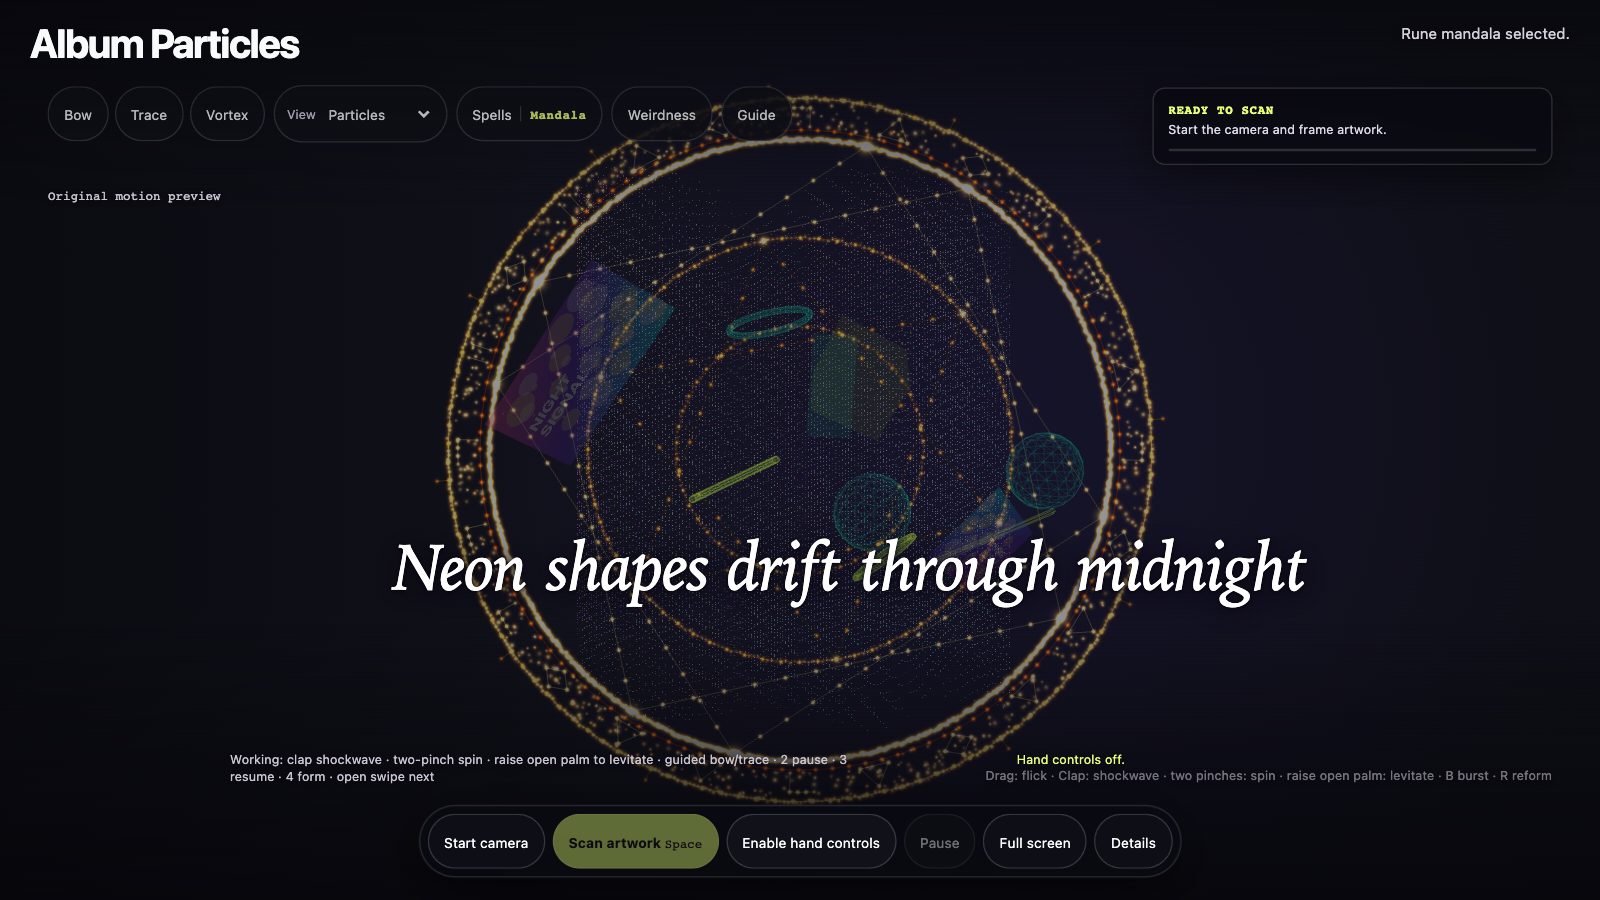 Album Particles
Rune mandala selected.
Bow
Trace
Vortex
View Particles
Spells Mandala
Weirdness
Guide
READY TO SCAN
Start the camera and frame artwork.
Original motion preview
NIGHT
SIGNAL
Neon shapes drift through midnight
Working: clap shockwave · two-pinch spin · raise open palm to levitate · guided bow/trace · 2 pause · 3
resume · 4 form · open swipe next
Hand controls off.
Drag: flick · Clap: shockwave · two pinches: spin · raise open palm: levitate · B burst · R reform
Start camera
Scan artwork Space
Enable hand controls
Pause
Full screen
Details